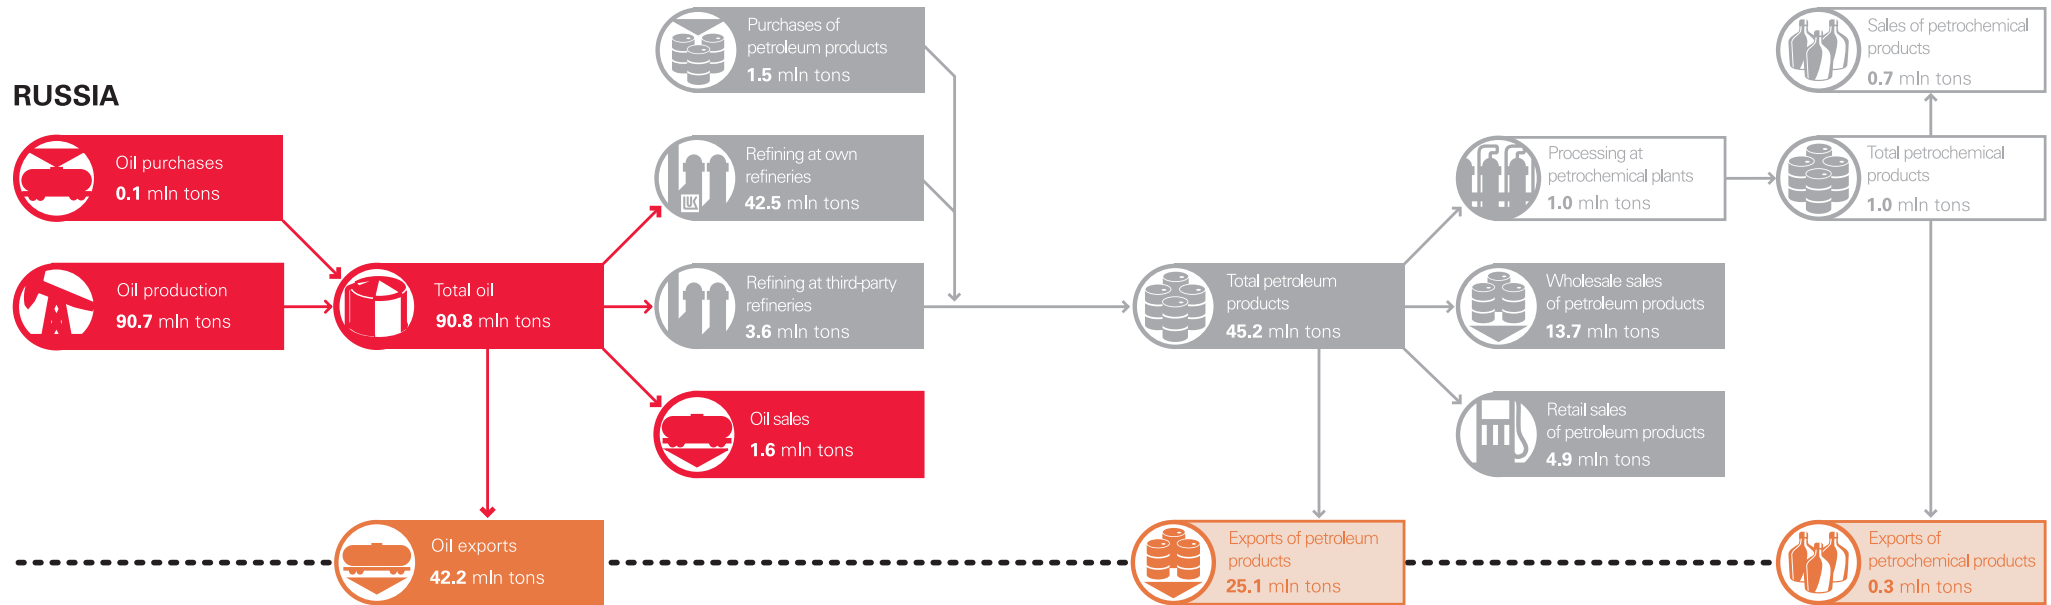 RUSSIA
Oil purchases
0.1 mln tons
Oil production
90.7 mln tons
Total oil
90.8 mln tons
Oil exports
42.2 mln tons
Purchases of
petroleum products
1.5 mln tons
Refining at own
refineries
42.5 mln tons
LUK
Refining at third-party
refineries
3.6 mln tons
Oil sales
1.6 mln tons
Total petroleum
products
45.2 mln tons
Exports of petroleum
products
25.1 mln tons
Processing at
petrochemical plants
1.0 mln tons
Wholesale sales
of petroleum products
13.7 mln tons
Retail sales
of petroleum products
4.9 mln tons
Sales of petrochemical
products
0.7 mln tons
Total petrochemical
products
1.0 mln tons
Exports of
petrochemical products
0.3 mln tons